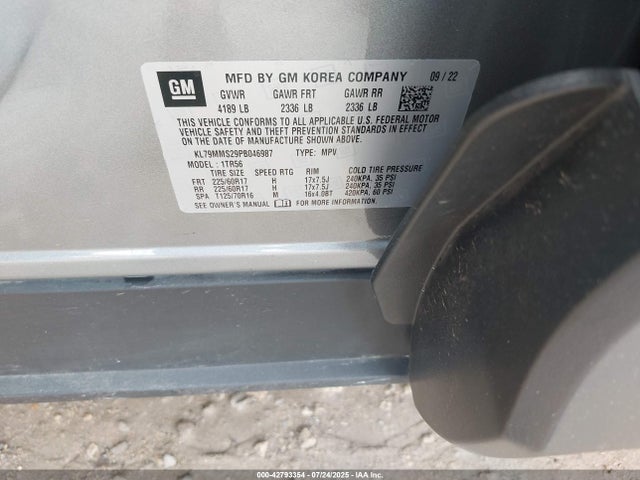 GM MFD BY GM KOREA COMPANY 09 / 22
GVWR GAWR FRT GAWR RR
4189 LB 2336 LB 2336 LB
THIS VEHICLE CONFORMS TO ALL APPLICABLE U.S. FEDERAL MOTOR
VEHICLE SAFETY AND THEFT PREVENTION STANDARDS IN EFFECT
ON THE DATE OF MANUFACTURE SHOWN ABOVE.
KL79MMS29PB046987 TYPE: MPV
MODEL: 1TR56
TIRE SIZE SPEED RTG RIM COLD TIRE PRESSURE
FRT 225/60R17 H 17x7.5J 240KPA, 35 PSI
RR 225/60R17 H 17x7.5J 240KPA, 35 PSI
SPA T125/70R16 M 16x4.0BT 420KPA, 60 PSI
SEE OWNER'S MANUAL FOR MORE INFORMATION.
000-42793354 - 07/24/2025 - IAAI.COM